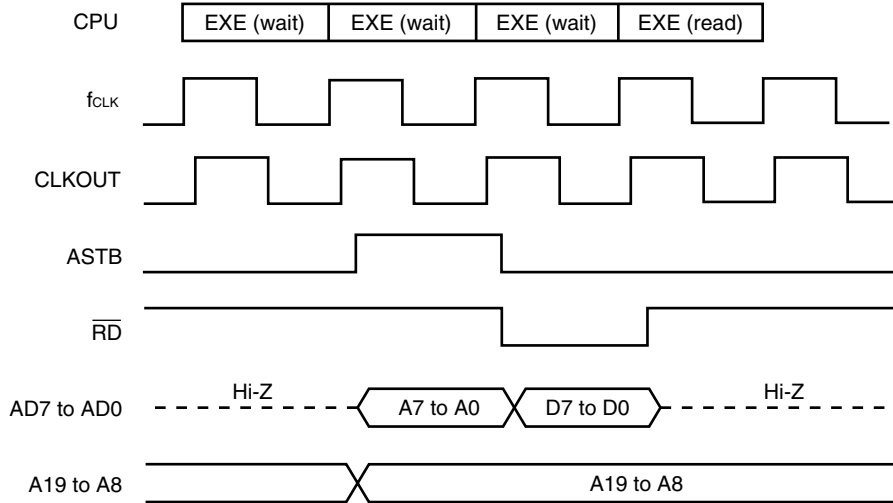 CPU EXE (wait) EXE (wait) EXE (wait) EXE (read)
fCLK
CLKOUT
ASTB
RD
AD7 to AD0 Hi-Z A7 to A0 D7 to D0 Hi-Z
A19 to A8 A19 to A8